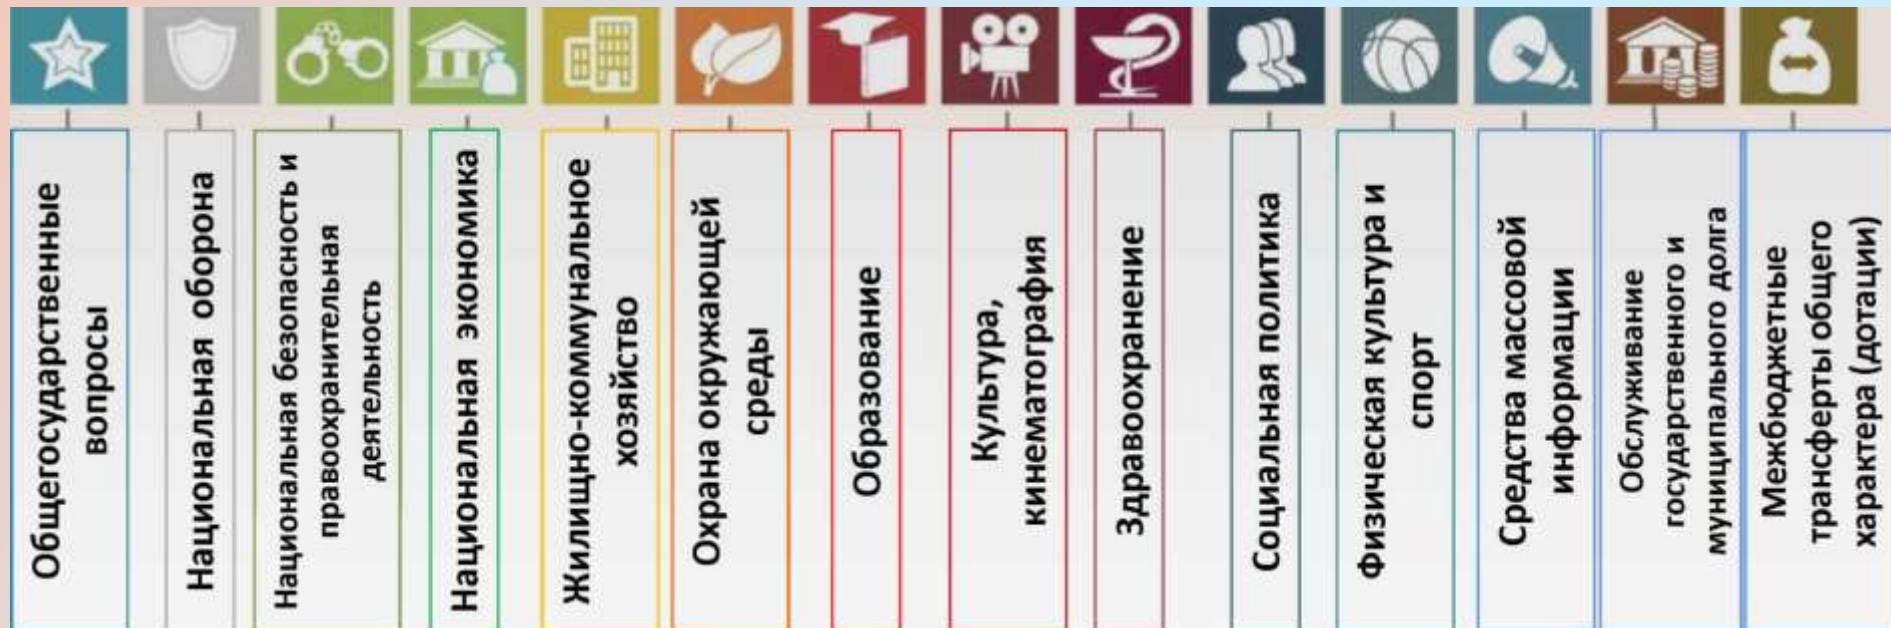 Общегосударственные
вопросы
Национальная оборона
Национальная безопасность и
правоохранительная
деятельность
Национальная экономика
Жилищно-коммунальное
хозяйство
Охрана окружающей
среды
Образование
Культура,
кинематография
Здравоохранение
Социальная политика
Физическая культура и
спорт
Средства массовой
информации
Обслуживание
государственного и
муниципального долга
Межбюджетные
трансферты общего
характера (дотации)